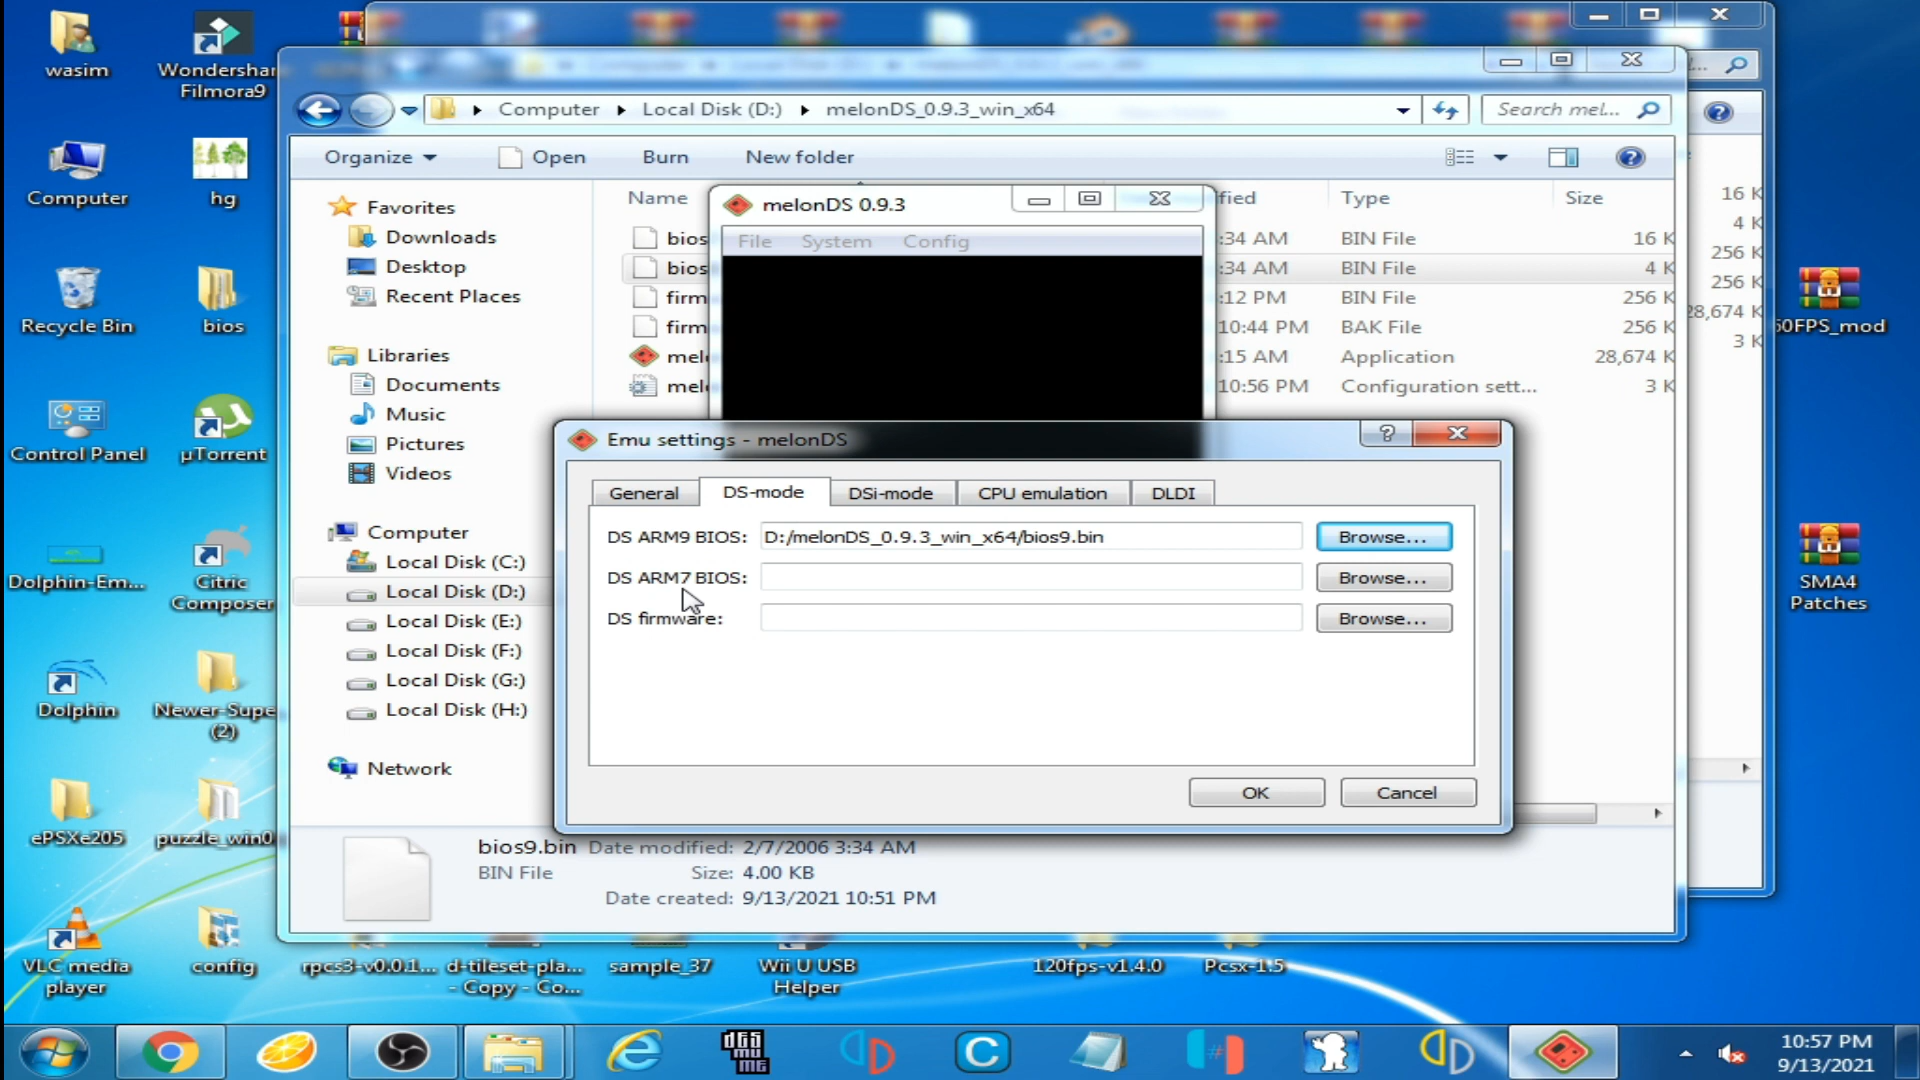 wasim
Wondershar
Filmora9
Computer
hg
Recycle Bin
bios
Control Panel
µTorrent
Dolphin-Em...
Citric
Composer
Dolphin
Newer-Supe
(2)
ePSXe205
puzzle_win0
VLC media
player
config
rpcs3-v0.0.1...
d-tileset-pla...
- Copy - Co...
sample_37
Wii U USB
Helper
120fps-v1.4.0
Pcsx-1.5
60FPS_mod
SMA4
Patches
Computer
Local Disk (D:)
melonDS_0.9.3_win_x64
Search mel...
Organize
Open
Burn
New folder
Favorites
Downloads
Desktop
Recent Places
Libraries
Documents
Music
Pictures
Videos
Computer
Local Disk (C:)
Local Disk (D:)
Local Disk (E:)
Local Disk (F:)
Local Disk (G:)
Local Disk (H:)
Network
Name
fied
Type
Size
bios
:34 AM
BIN File
16 K
bios
:34 AM
BIN File
4 K
firm
:12 PM
BIN File
256 K
firm
10:44 PM
BAK File
256 K
mel
:15 AM
Application
28,674 K
mel
10:56 PM
Configuration sett...
3 K
16 K
4 K
256 K
256 K
28,674 K
3 K
melonDS 0.9.3
File
System
Config
Emu settings - melonDS
General
DS-mode
DSi-mode
CPU emulation
DLDI
DS ARM9 BIOS:
D:/melonDS_0.9.3_win_x64/bios9.bin
Browse...
DS ARM7 BIOS:
Browse...
DS firmware:
Browse...
OK
Cancel
bios9.bin
Date modified: 2/7/2006 3:34 AM
BIN File
Size: 4.00 KB
Date created: 9/13/2021 10:51 PM
10:57 PM
9/13/2021